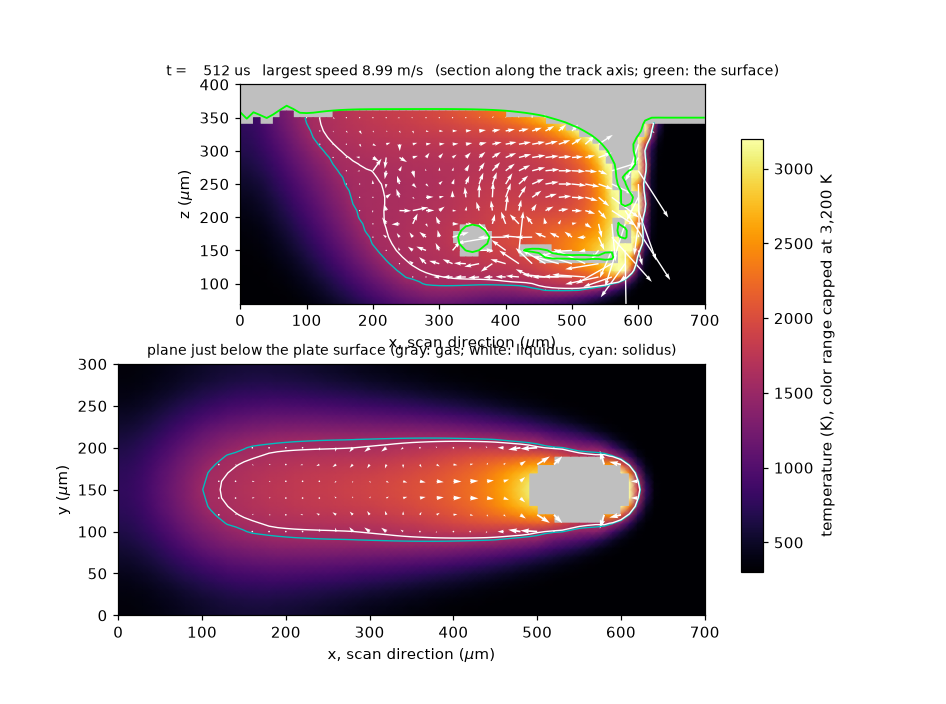 t =    512 us   largest speed 8.99 m/s   (section along the track axis; green: the surface)
400
350
300
250
200
150
100
z (μm)
0 100 200 300 400 500 600 700
x, scan direction (μm)
plane just below the plate surface (gray: gas; white: liquidus, cyan: solidus)
300
250
200
150
100
50
0
y (μm)
0 100 200 300 400 500 600 700
x, scan direction (μm)
3000
2500
2000
1500
1000
500
temperature (K), color range capped at 3,200 K